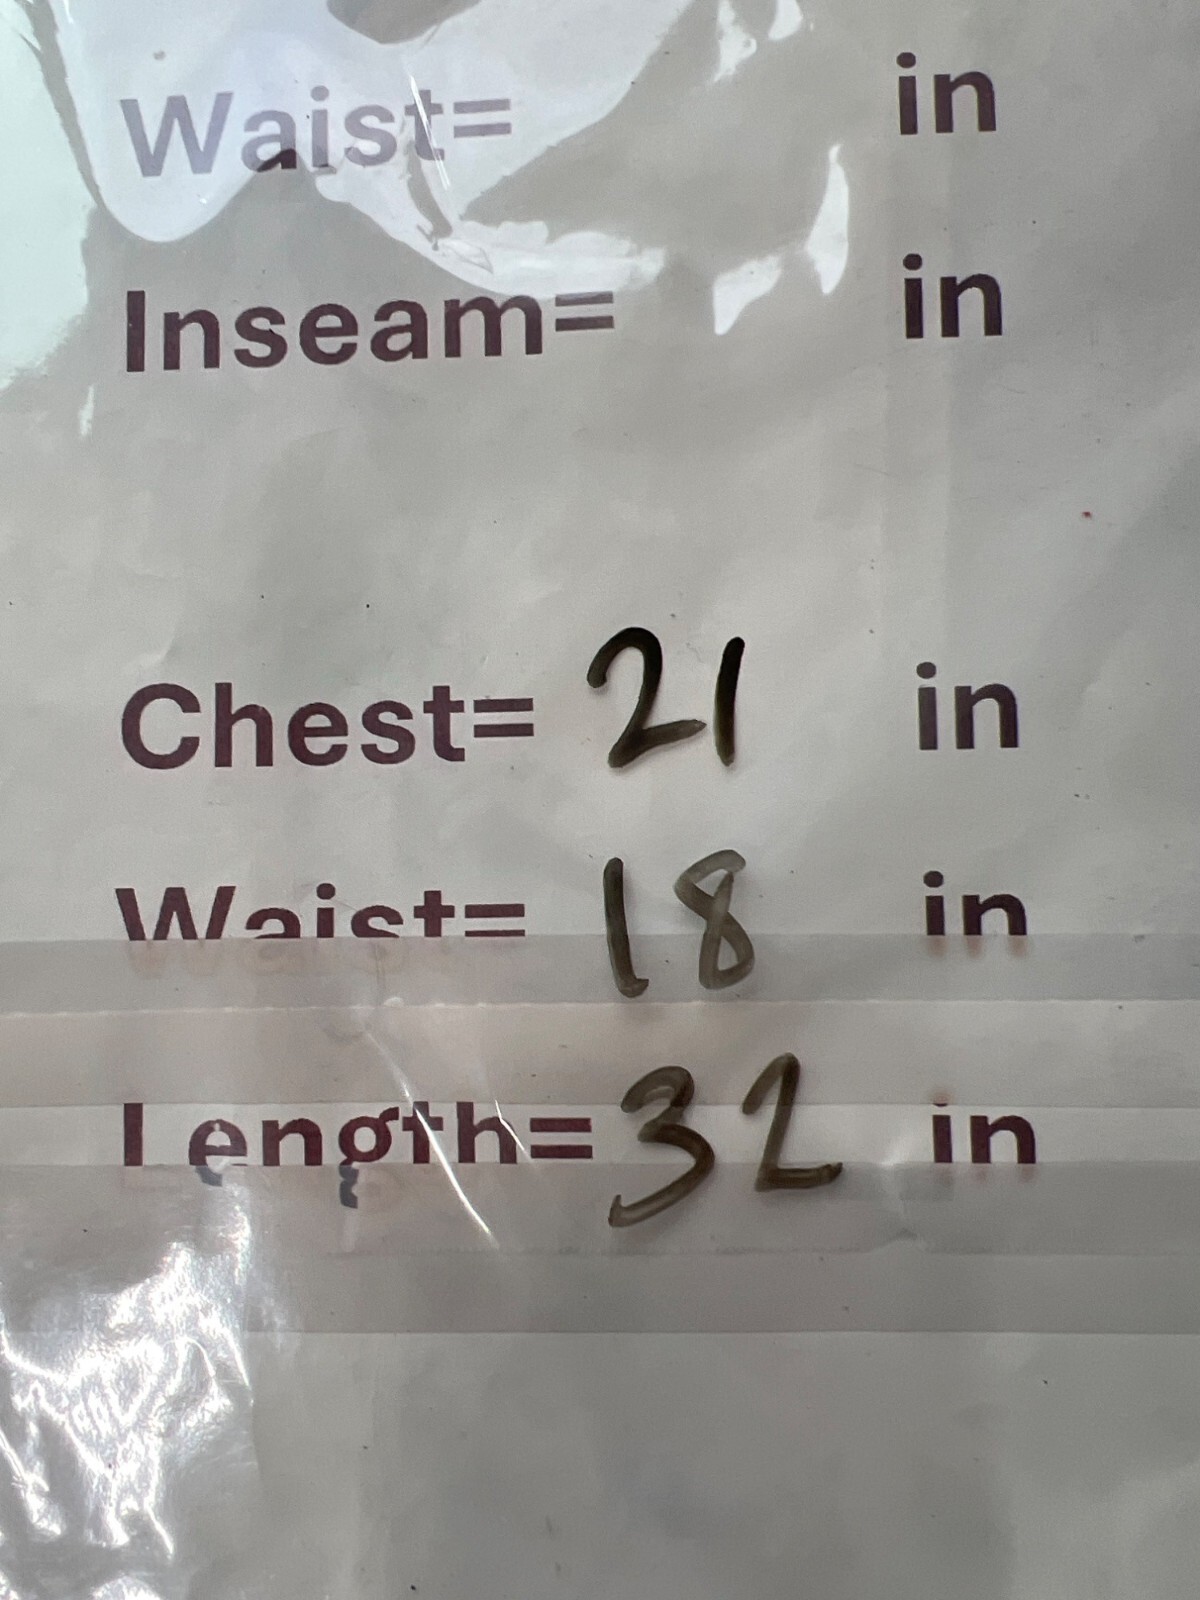 Waist= in
Inseam= in
Chest= 21 in
Waist= 18 in
Length= 32 in